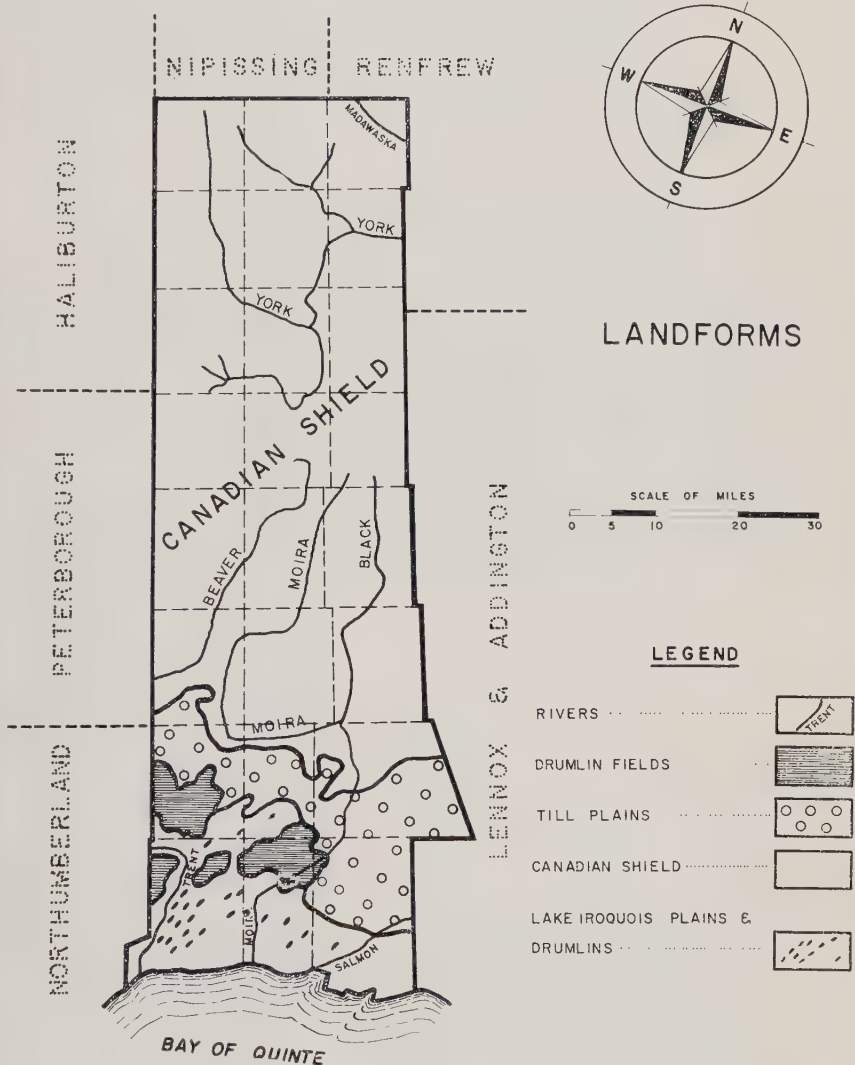 NIPISSING
RENFREW
N
W
E
S
MADAWASKA
HALIBURTON
YORK
YORK
LANDFORMS
CANADIAN SHIELD
SCALE OF MILES
0 5 10 20 30
PETERBOROUGH
BEAVER
MOIRA
BLACK
LENNOX & ADDINGTON
LEGEND
RIVERS
TRENT
DRUMLIN FIELDS
TILL PLAINS
CANADIAN SHIELD
LAKE IROQUOIS PLAINS &
DRUMLINS
MOIRA
NORTHUMBERLAND
TRENT
MOIRA
SALMON
BAY OF QUINTE